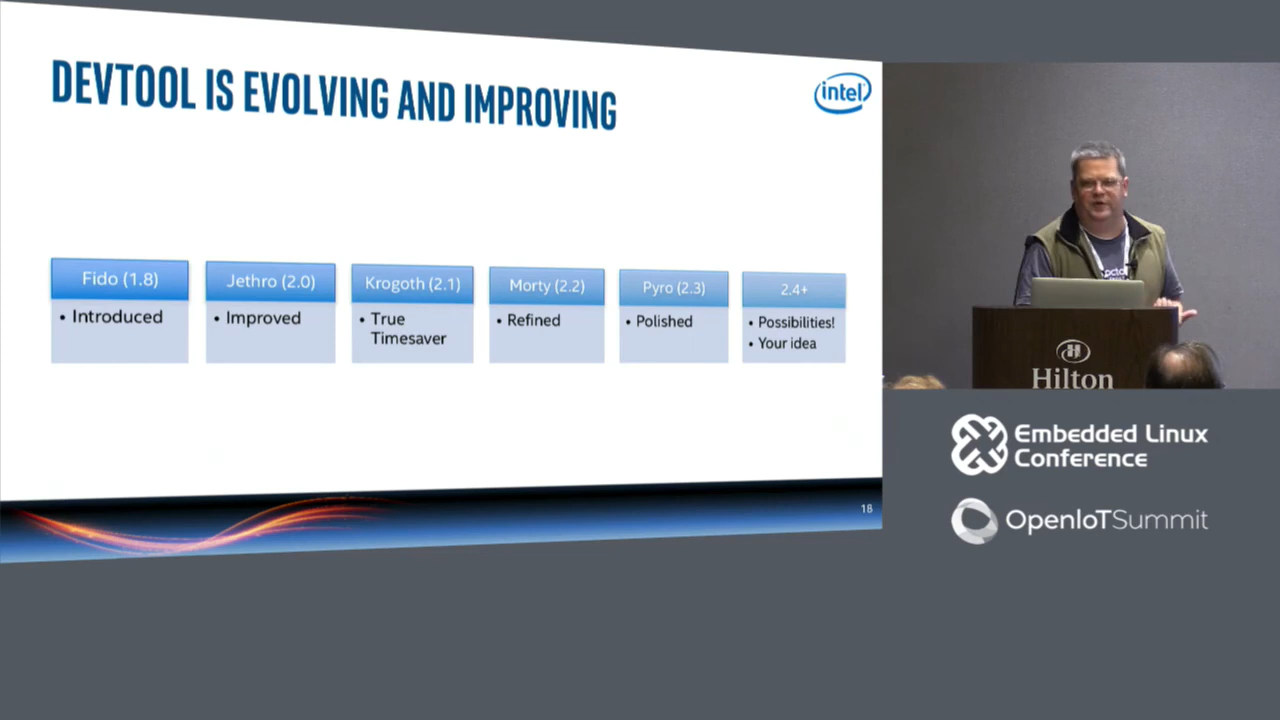 DEVTOOL IS EVOLVING AND IMPROVING
intel
Fido (1.8)
• Introduced
Jethro (2.0)
• Improved
Krogoth (2.1)
• True
Timesaver
Morty (2.2)
• Refined
Pyro (2.3)
• Polished
2.4+
• Possibilities!
• Your idea
18
octo
Hilton
Embedded Linux
Conference
OpenIoTSummit